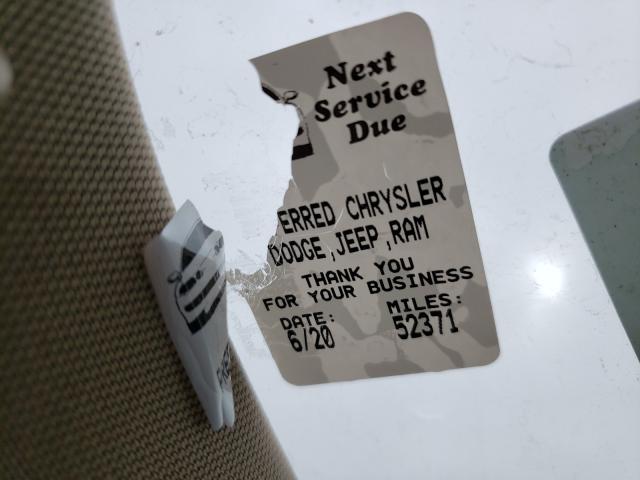 Next
Service
Due
ERRED CHRYSLER
DODGE,JEEP,RAM
THANK YOU
FOR YOUR BUSINESS
DATE: MILES:
6/20 52371